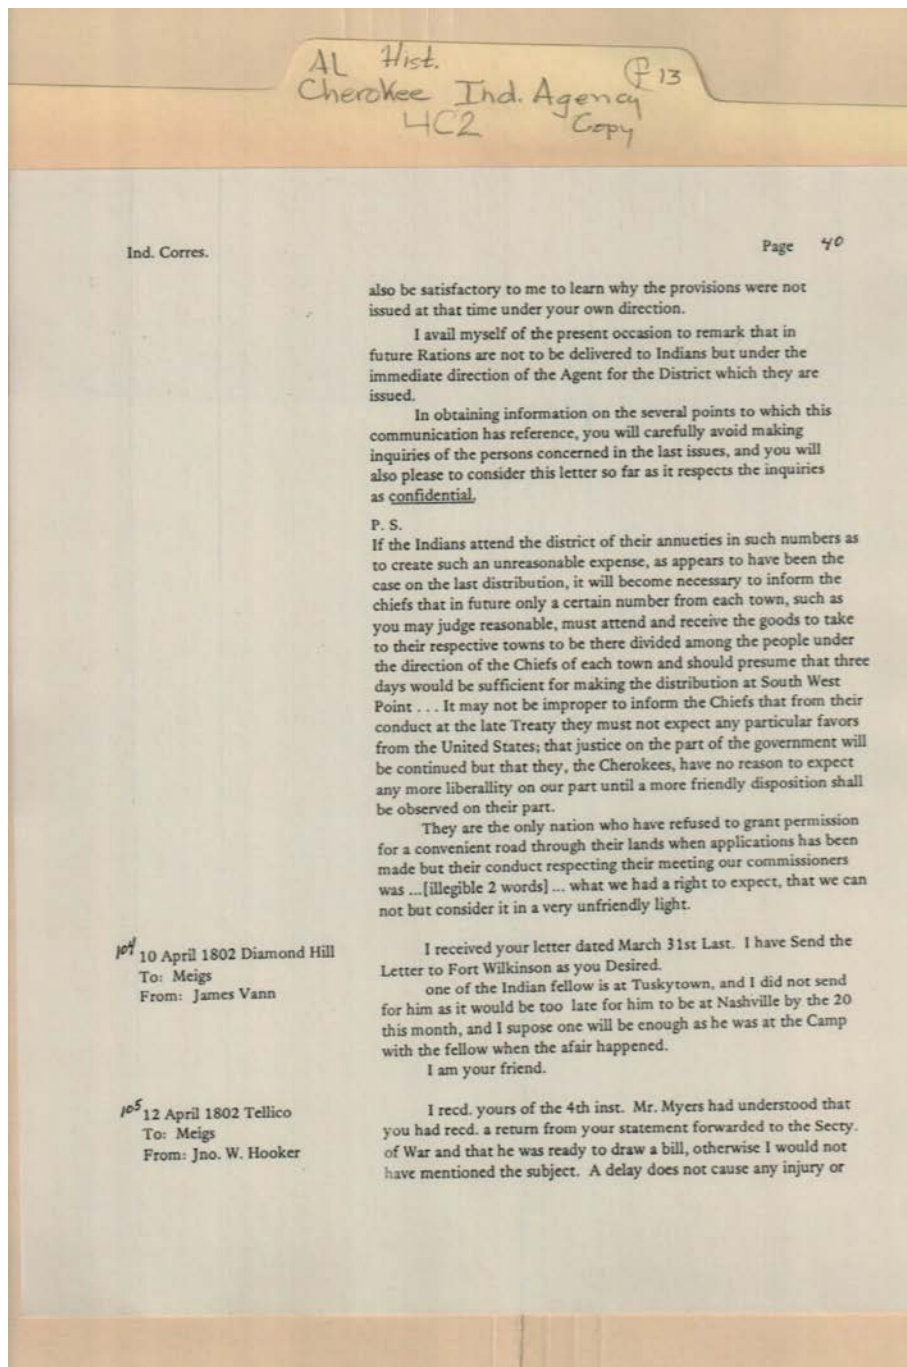 AL Hist. F 13
Cherokee Ind. Agency
4C2 Copy
Ind. Corres.
Page 40
also be satisfactory to me to learn why the provisions were not
issued at that time under your own direction.
I avail myself of the present occasion to remark that in
future Rations are not to be delivered to Indians but under the
immediate direction of the Agent for the District which they are
issued.
In obtaining information on the several points to which this
communication has reference, you will carefully avoid making
inquiries of the persons concerned in the last issues, and you will
also please to consider this letter so far as it respects the inquiries
as confidential.
P. S.
If the Indians attend the district of their annueties in such numbers as
to create such an unreasonable expense, as appears to have been the
case on the last distribution, it will become necessary to inform the
chiefs that in future only a certain number from each town, such as
you may judge reasonable, must attend and receive the goods to take
to their respective towns to be there divided among the people under
the direction of the Chiefs of each town and should presume that three
days would be sufficient for making the distribution at South West
Point . . . It may not be improper to inform the Chiefs that from their
conduct at the late Treaty they must not expect any particular favors
from the United States; that justice on the part of the government will
be continued but that they, the Cherokees, have no reason to expect
any more liberallity on our part until a more friendly disposition shall
be observed on their part.
They are the only nation who have refused to grant permission
for a convenient road through their lands when applications has been
made but their conduct respecting their meeting our commissioners
was ...[illegible 2 words] ... what we had a right to expect, that we can
not but consider it in a very unfriendly light.
104 10 April 1802 Diamond Hill
To: Meigs
From: James Vann
I received your letter dated March 31st Last. I have Send the
Letter to Fort Wilkinson as you Desired.
one of the Indian fellow is at Tuskytown, and I did not send
for him as it would be too late for him to be at Nashville by the 20
this month, and I supose one will be enough as he was at the Camp
with the fellow when the afair happened.
I am your friend.
105 12 April 1802 Tellico
To: Meigs
From: Jno. W. Hooker
I recd. yours of the 4th inst. Mr. Myers had understood that
you had recd. a return from your statement forwarded to the Secty.
of War and that he was ready to draw a bill, otherwise I would not
have mentioned the subject. A delay does not cause any injury or